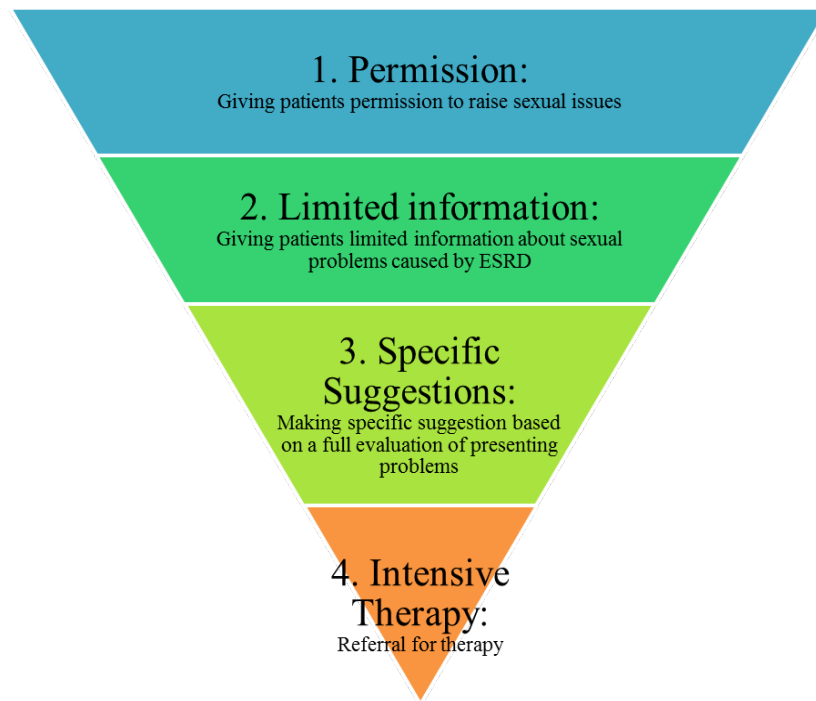 1. Permission:
Giving patients permission to raise sexual issues
2. Limited information:
Giving patients limited information about sexual
problems caused by ESRD
3. Specific
Suggestions:
Making specific suggestion based
on a full evaluation of presenting
problems
4. Intensive
Therapy:
Referral for therapy